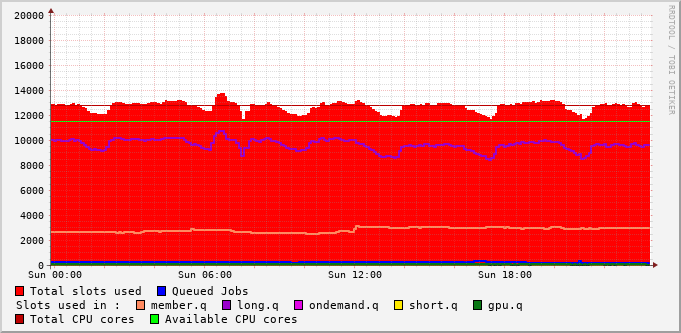 20000
18000
16000
14000
12000
10000
8000
6000
4000
2000
0
Sun 00:00 Sun 06:00 Sun 12:00 Sun 18:00
RRDTOOL / TOBI OETIKER
Total slots used Queued Jobs
Slots used in : member.q long.q ondemand.q short.q gpu.q
Total CPU cores Available CPU cores